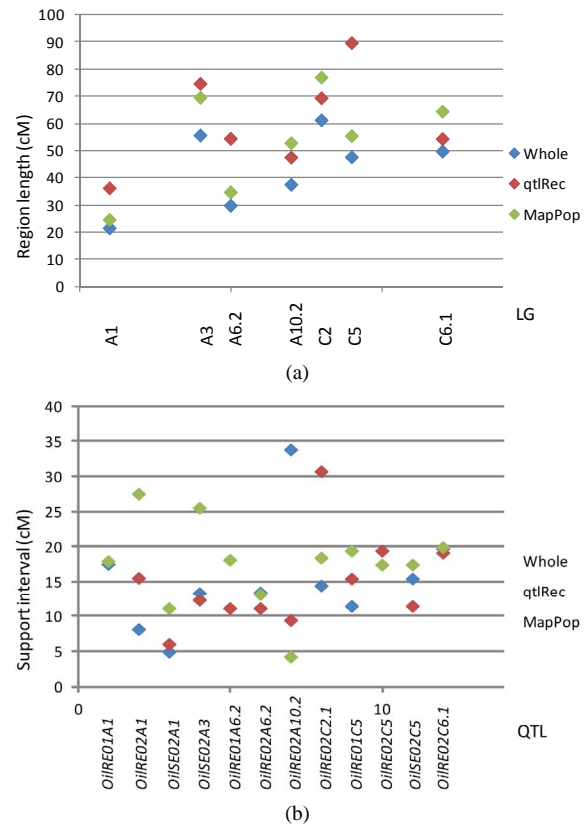 100
90
80
70
60
50
40
30
20
10
0
Region length (cM)
A1
A3
A6.2
A10.2
C2
C5
C6.1
LG
Whole
qtlRec
MapPop
(a)
40
35
30
25
20
15
10
5
0
Support interval (cM)
0
10
OilRE01A1
OilRE02A1
OilSE02A1
OilSE02A3
OilRE01A6.2
OilRE02A6.2
OilRE02A10.2
OilRE02C2.1
OilRE01C5
OilRE02C5
OilSE02C5
OilRE02C6.1
QTL
Whole
qtlRec
MapPop
(b)